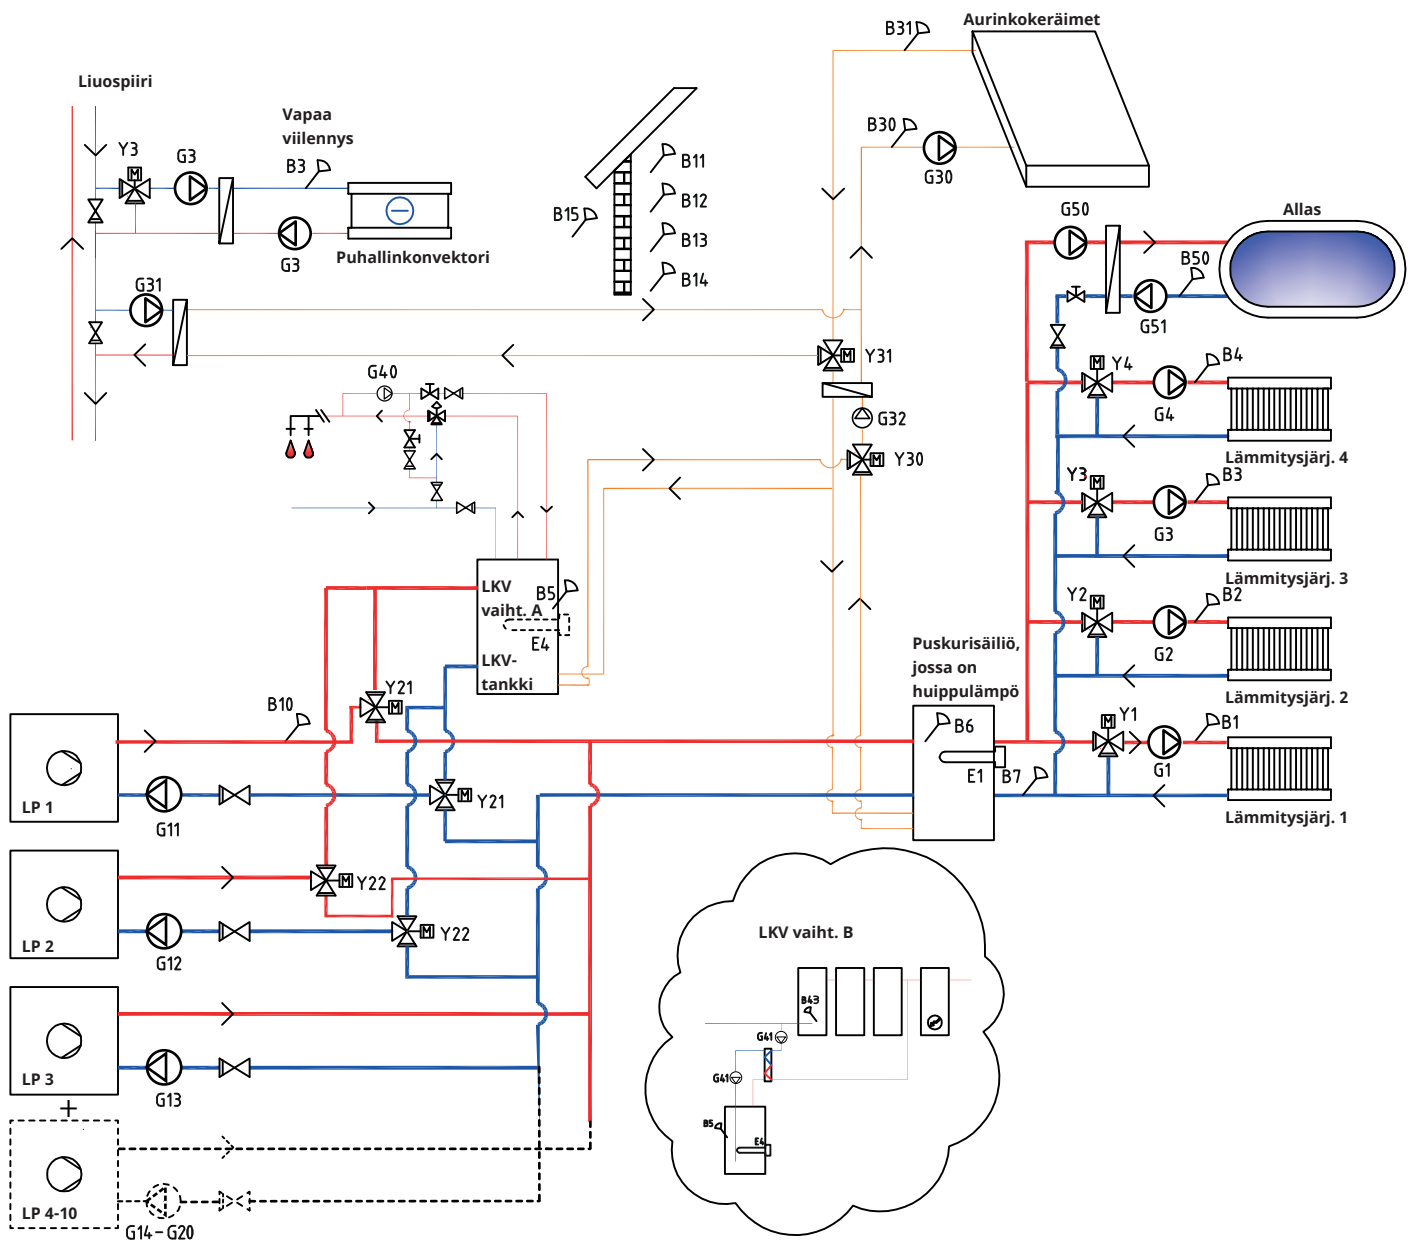 Aurinkokeräimet
B31
Liuospiiri
Vapaa
viilennys
Y3
G3
B3
B30
G30
B11
B12
B13
B14
B15
G3
Puhallinkonvektori
G50
Allas
B50
G51
G31
Y31
G40
G32
Y30
Y4
B4
G4
Lämmitysjärj. 4
Y3
B3
G3
Lämmitysjärj. 3
Y2
B2
G2
Lämmitysjärj. 2
Y1
B1
G1
Lämmitysjärj. 1
LKV
vaiht. A
B5
E4
LKV-
tankki
Puskurisäiliö,
jossa on
huippulämpö
B6
E1
B7
B10
Y21
M
LP 1
G11
Y21
M
LP 2
G12
Y22
M
Y22
M
LP 3
G13
+
LP 4-10
G14-G20
LKV vaiht. B
B43
G41
G41
B5
E4
M
M
M
M
M
M
M